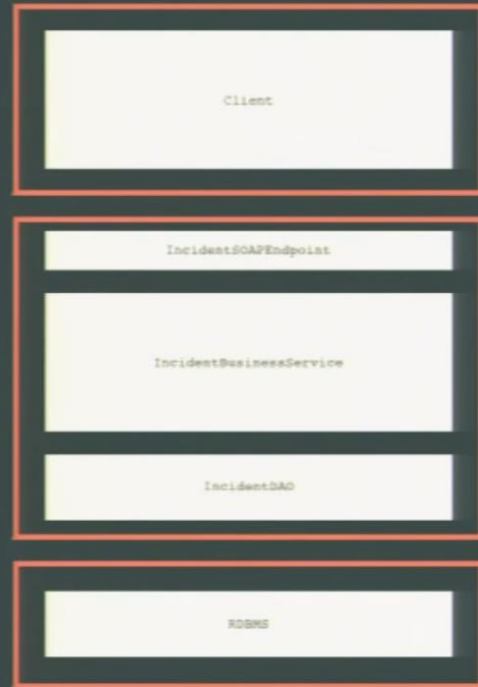 Client
IncidentSOAPEndpoint
IncidentBusinessService
IncidentDAO
RDBMS